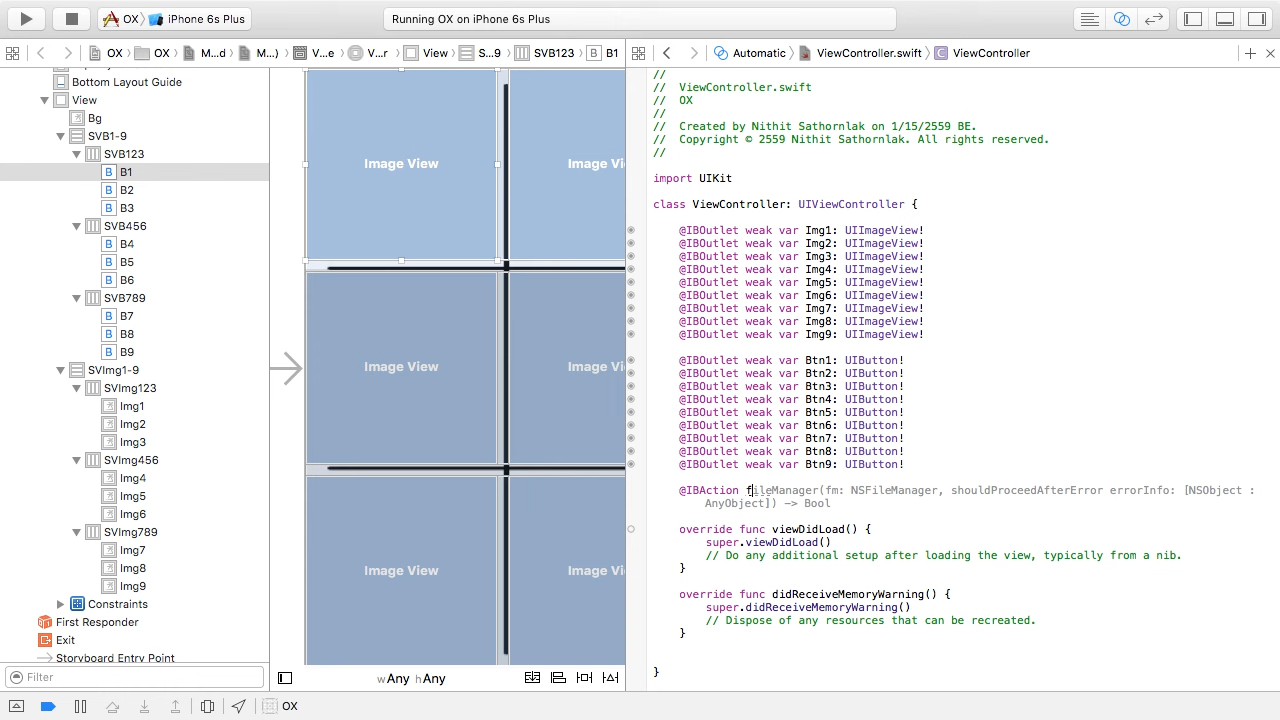 OX
iPhone 6s Plus
Running OX on iPhone 6s Plus
OX
OX
M...d
M...)
V...e
V...r
View
S...9
SVB123
B1
Automatic
ViewController.swift
ViewController
Bottom Layout Guide
View
Bg
SVB1-9
SVB123
B1
B2
B3
SVB456
B4
B5
B6
SVB789
B7
B8
B9
SVImg1-9
SVImg123
Img1
Img2
Img3
SVImg456
Img4
Img5
Img6
SVImg789
Img7
Img8
Img9
Constraints
First Responder
Exit
Storyboard Entry Point
Filter
Image View
Image Vi
Image View
Image Vi
Image View
Image Vi
wAny hAny
//
//  ViewController.swift
//  OX
//
//  Created by Nithit Sathornlak on 1/15/2559 BE.
//  Copyright © 2559 Nithit Sathornlak. All rights reserved.
//
import UIKit
class ViewController: UIViewController {
@IBOutlet weak var Img1: UIImageView!
@IBOutlet weak var Img2: UIImageView!
@IBOutlet weak var Img3: UIImageView!
@IBOutlet weak var Img4: UIImageView!
@IBOutlet weak var Img5: UIImageView!
@IBOutlet weak var Img6: UIImageView!
@IBOutlet weak var Img7: UIImageView!
@IBOutlet weak var Img8: UIImageView!
@IBOutlet weak var Img9: UIImageView!
@IBOutlet weak var Btn1: UIButton!
@IBOutlet weak var Btn2: UIButton!
@IBOutlet weak var Btn3: UIButton!
@IBOutlet weak var Btn4: UIButton!
@IBOutlet weak var Btn5: UIButton!
@IBOutlet weak var Btn6: UIButton!
@IBOutlet weak var Btn7: UIButton!
@IBOutlet weak var Btn8: UIButton!
@IBOutlet weak var Btn9: UIButton!
@IBAction fileManager(fm: NSFileManager, shouldProceedAfterError errorInfo: [NSObject :
AnyObject]) -> Bool
override func viewDidLoad() {
super.viewDidLoad()
// Do any additional setup after loading the view, typically from a nib.
}
override func didReceiveMemoryWarning() {
super.didReceiveMemoryWarning()
// Dispose of any resources that can be recreated.
}
}
OX